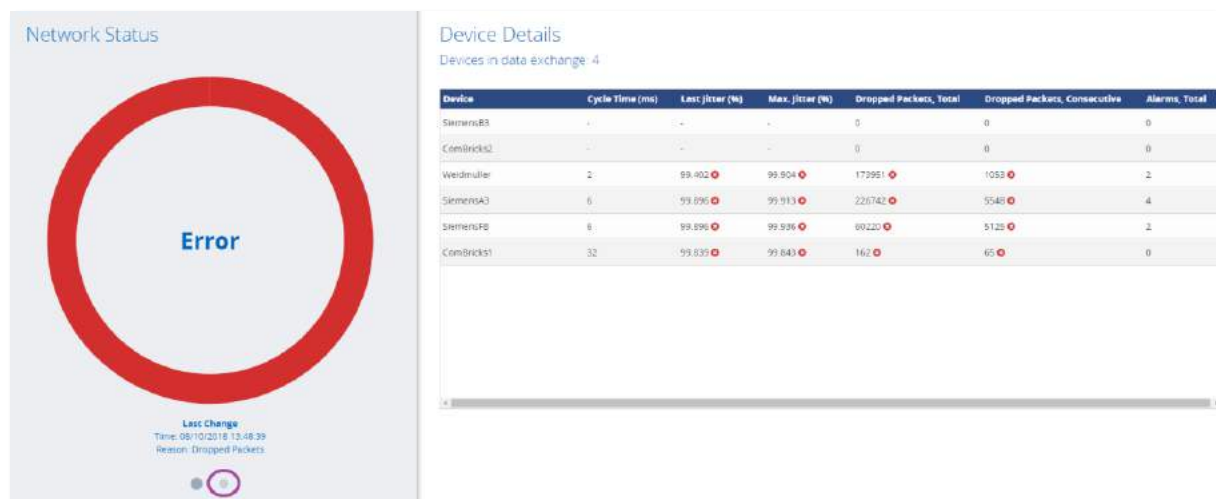 Network Status
Error
Last Change
Time: 08/10/2018 13:48:39
Reason: Dropped Packets
Device Details
Devices in data exchange: 4
Device Cycle Time (ms) Last Jitter (%) Max. Jitter (%) Dropped Packets, Total Dropped Packets, Consecutive Alarms, Total
SiemensB3 - - - 0 0 0
ComBricks2 - - - 0 0 0
Weidmuller 2 99.402 99.904 173951 1053 2
SiemensA3 6 99.896 99.913 226742 5548 4
SiemensFB 6 99.896 99.936 60220 5129 2
ComBricks1 32 99.839 99.843 162 65 0